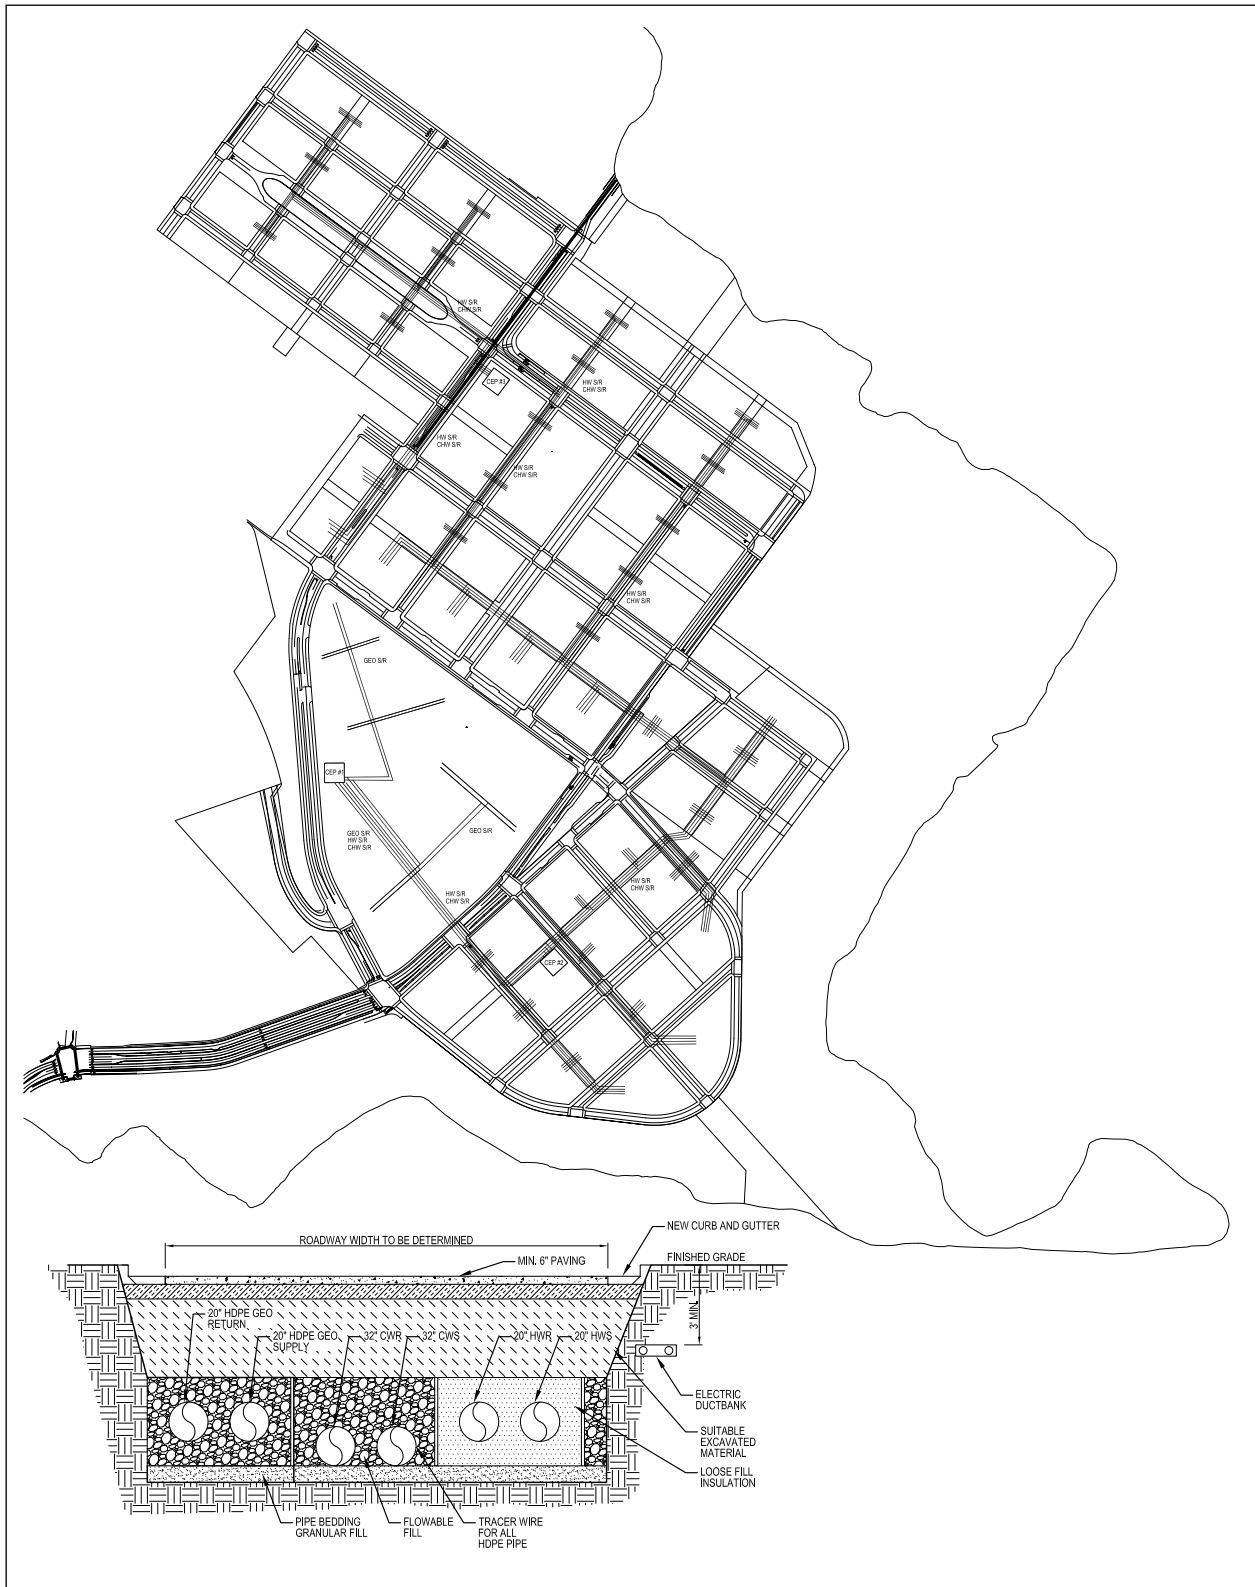 HW S/R
CHW S/R
CEP #3
HW S/R
CHW S/R
HW S/R
CHW S/R
HW S/R
CHW S/R
HW S/R
CHW S/R
GEO S/R
CEP #1
GEO S/R
HW S/R
CHW S/R
GEO S/R
HW S/R
CHW S/R
HW S/R
CHW S/R
CEP #2
NEW CURB AND GUTTER
ROADWAY WIDTH TO BE DETERMINED
FINISHED GRADE
MIN. 6" PAVING
3' MIN.
20" HDPE GEO
RETURN
20" HDPE GEO
SUPPLY
32" CWR
32" CWS
20" HWR
20" HWS
ELECTRIC
DUCTBANK
SUITABLE
EXCAVATED
MATERIAL
LOOSE FILL
INSULATION
PIPE BEDDING
GRANULAR FILL
FLOWABLE
FILL
TRACER WIRE
FOR ALL
HDPE PIPE